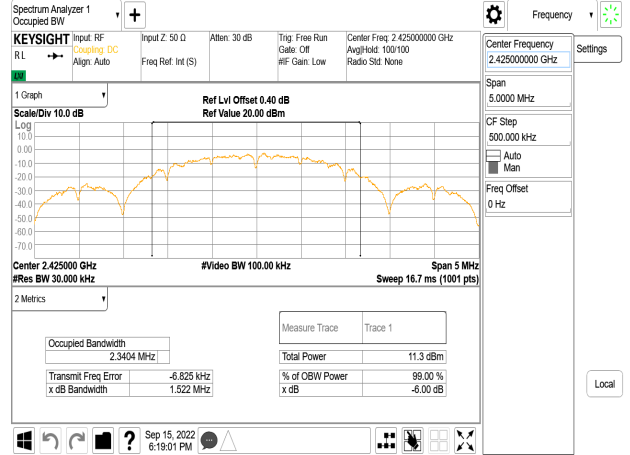 Spectrum Analyzer 1
Occupied BW
Frequency
KEYSIGHT
R L
LXI
Input: RF
Coupling: DC
Align: Auto
Input Z: 50 Ω
Freq Ref: Int (S)
Atten: 30 dB
Trig: Free Run
Gate: Off
#IF Gain: Low
Center Freq: 2.425000000 GHz
Avg|Hold: 100/100
Radio Std: None
Center Frequency
2.425000000 GHz
Settings
Span
5.0000 MHz
CF Step
500.000 kHz
Auto
Man
Freq Offset
0 Hz
Local
1 Graph
Scale/Div 10.0 dB
Ref Lvl Offset 0.40 dB
Ref Value 20.00 dBm
Log
10.0
0.00
-10.0
-20.0
-30.0
-40.0
-50.0
-60.0
-70.0
Center 2.425000 GHz
#Video BW 100.00 kHz
Span 5 MHz
#Res BW 30.000 kHz
Sweep 16.7 ms (1001 pts)
2 Metrics
Measure Trace
Trace 1
Occupied Bandwidth
2.3404 MHz
Total Power
11.3 dBm
Transmit Freq Error
-6.825 kHz
% of OBW Power
99.00 %
x dB Bandwidth
1.522 MHz
x dB
-6.00 dB
Sep 15, 2022
6:19:01 PM